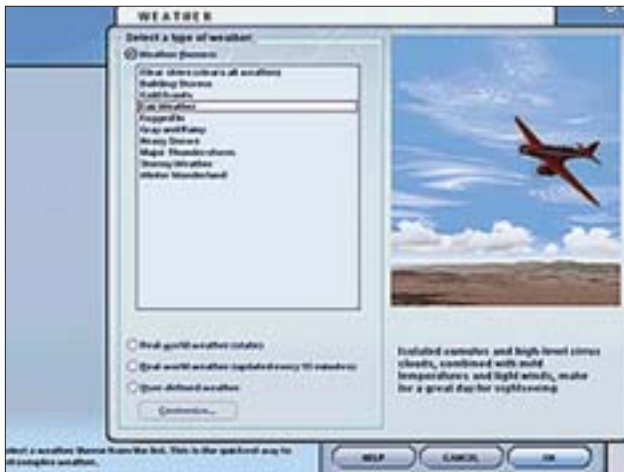 WEATHER
Select a type of weather:
Weather themes
Clear skies (clears all weather)
Building Storms
Cold Fronts
Fair Weather
Fogged In
Gray and Rainy
Heavy Snows
Major Thunderstorm
Stormy Weather
Winter Wonderland
Real-world weather (static)
Real-world weather (updated every 15 minutes)
User-defined weather
Customize...
Isolated cumulus and high-level cirrus
clouds, combined with mild
temperatures and light winds, make
for a great day for sightseeing
a weather theme from the list. This is the quickest way to
complex weather.
HELP
CANCEL
OK